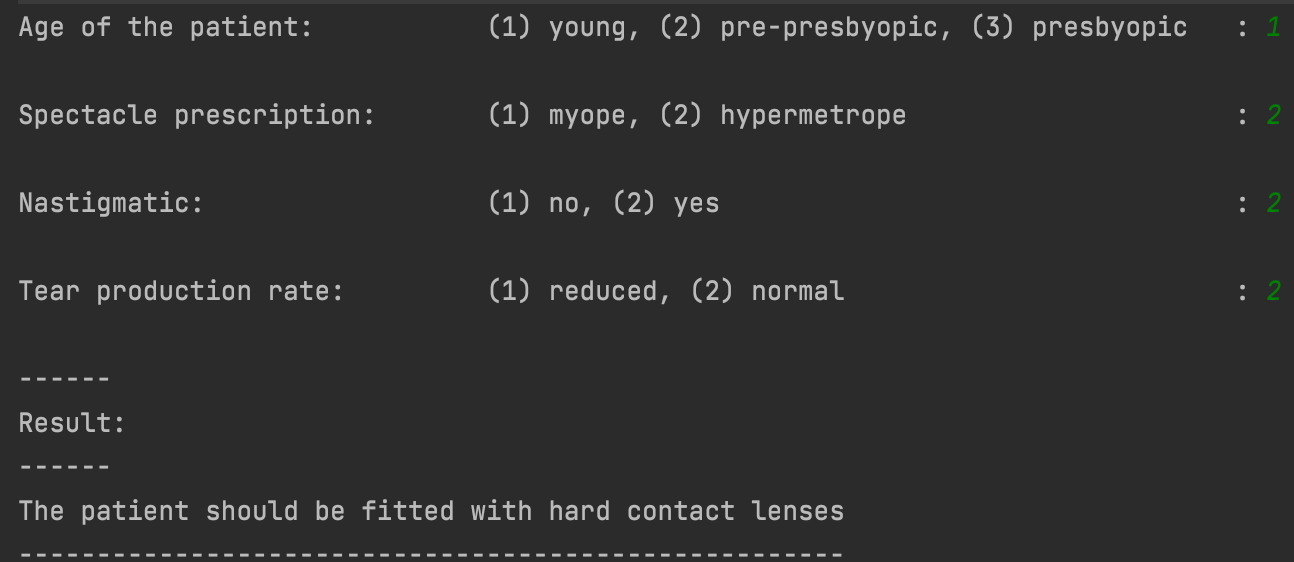 Age of the patient: (1) young, (2) pre-presbyopic, (3) presbyopic : 1
Spectacle prescription: (1) myope, (2) hypermetrope : 2
Nastigmatic: (1) no, (2) yes : 2
Tear production rate: (1) reduced, (2) normal : 2
------
Result:
------
The patient should be fitted with hard contact lenses
-----------------------------------------------------